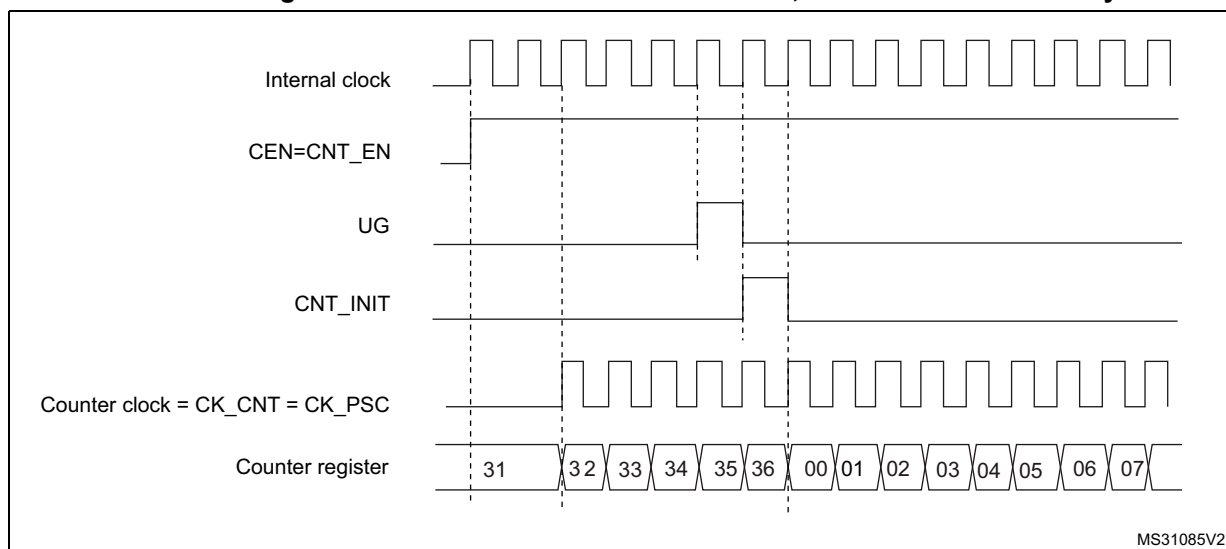 Internal clock
CEN=CNT_EN
UG
CNT_INIT
Counter clock = CK_CNT = CK_PSC
Counter register 31 32 33 34 35 36 00 01 02 03 04 05 06 07
MS31085V2